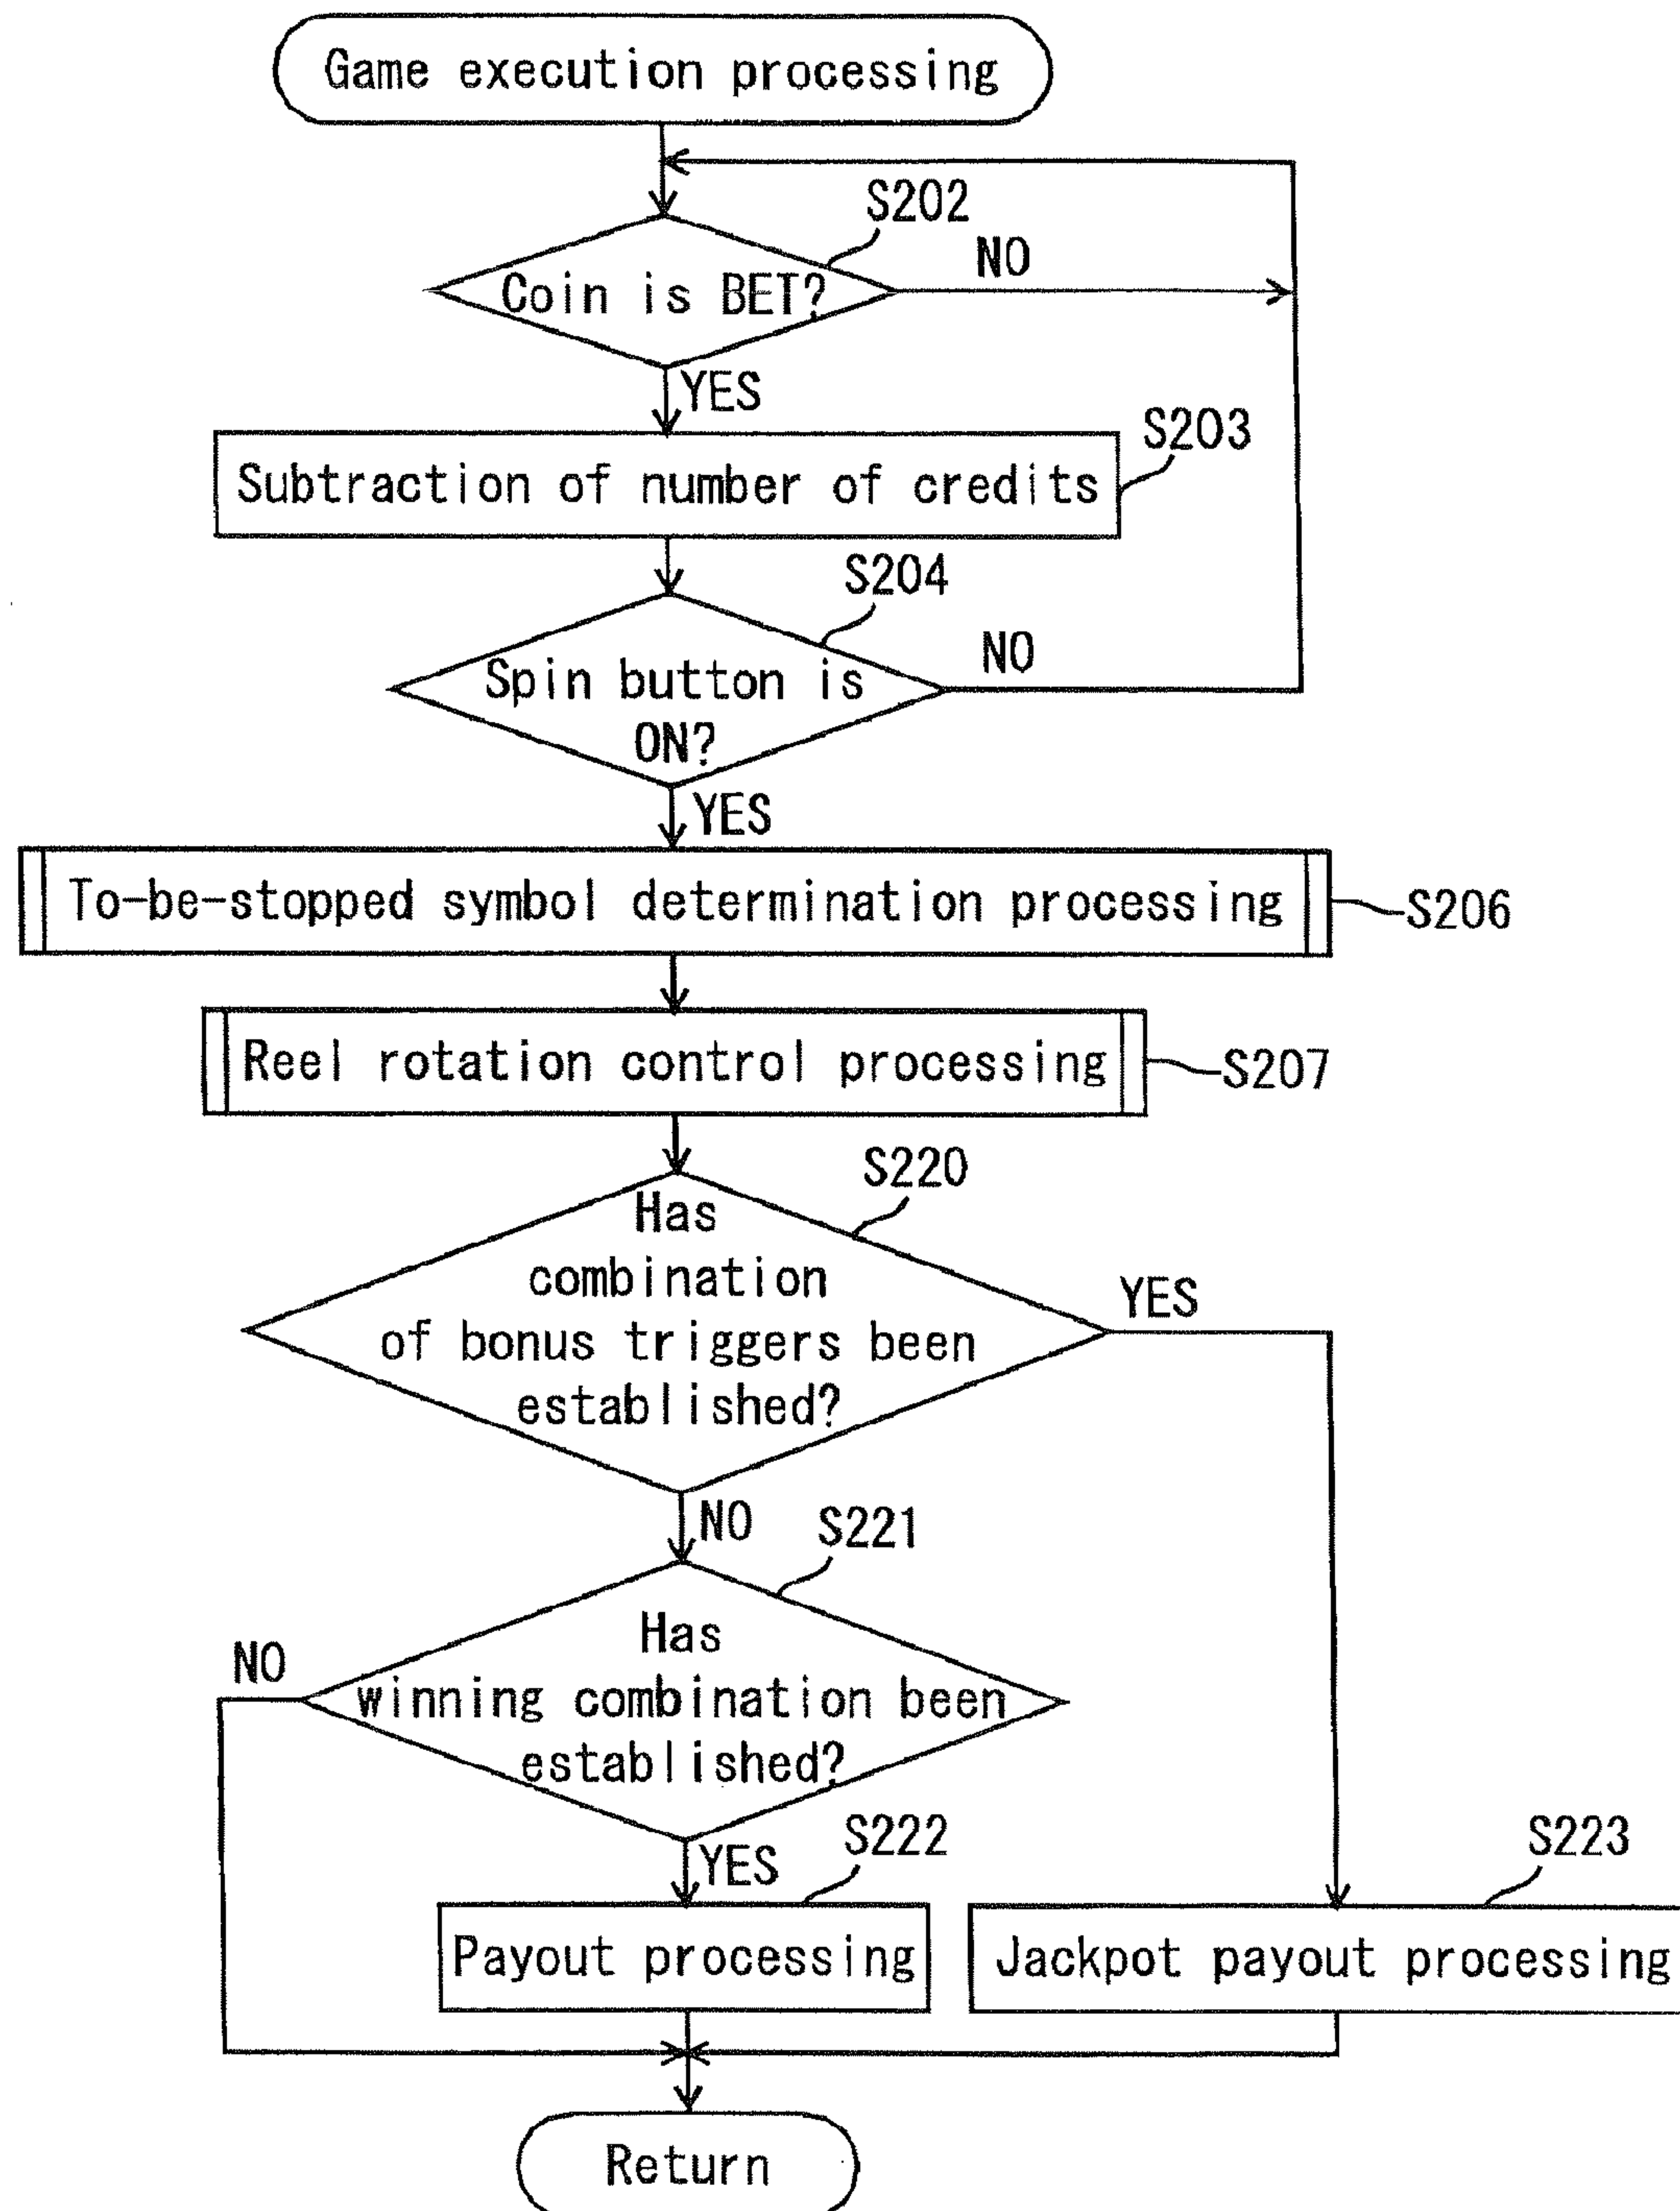 Game execution processing
S202
Coin is BET?
NO
YES
S203
Subtraction of number of credits
S204
Spin button is
ON?
NO
YES
To-be-stopped symbol determination processing
S206
Reel rotation control processing
S207
S220
Has
combination
of bonus triggers been
established?
YES
NO
S221
Has
winning combination been
established?
NO
YES
S222
Payout processing
S223
Jackpot payout processing
Return